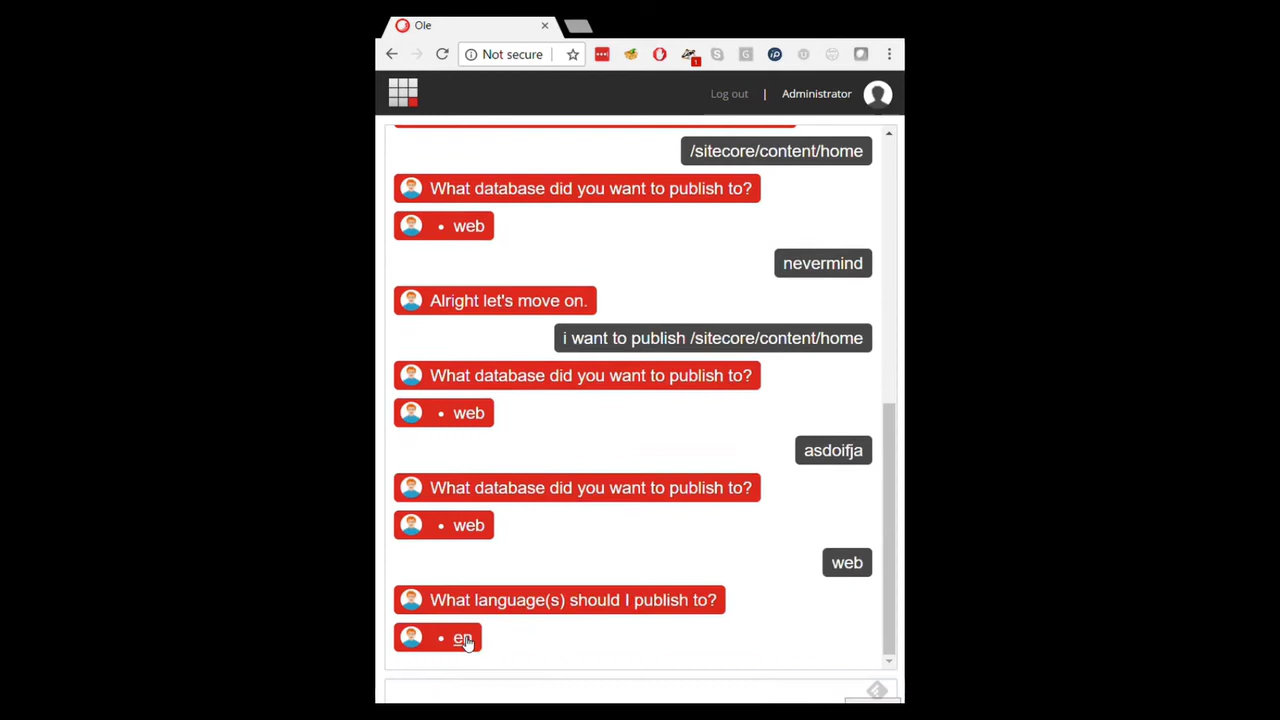 Ole
Not secure
1
Log out | Administrator
/sitecore/content/home
What database did you want to publish to?
• web
nevermind
Alright let's move on.
i want to publish /sitecore/content/home
What database did you want to publish to?
• web
asdoifja
What database did you want to publish to?
• web
web
What language(s) should I publish to?
• en